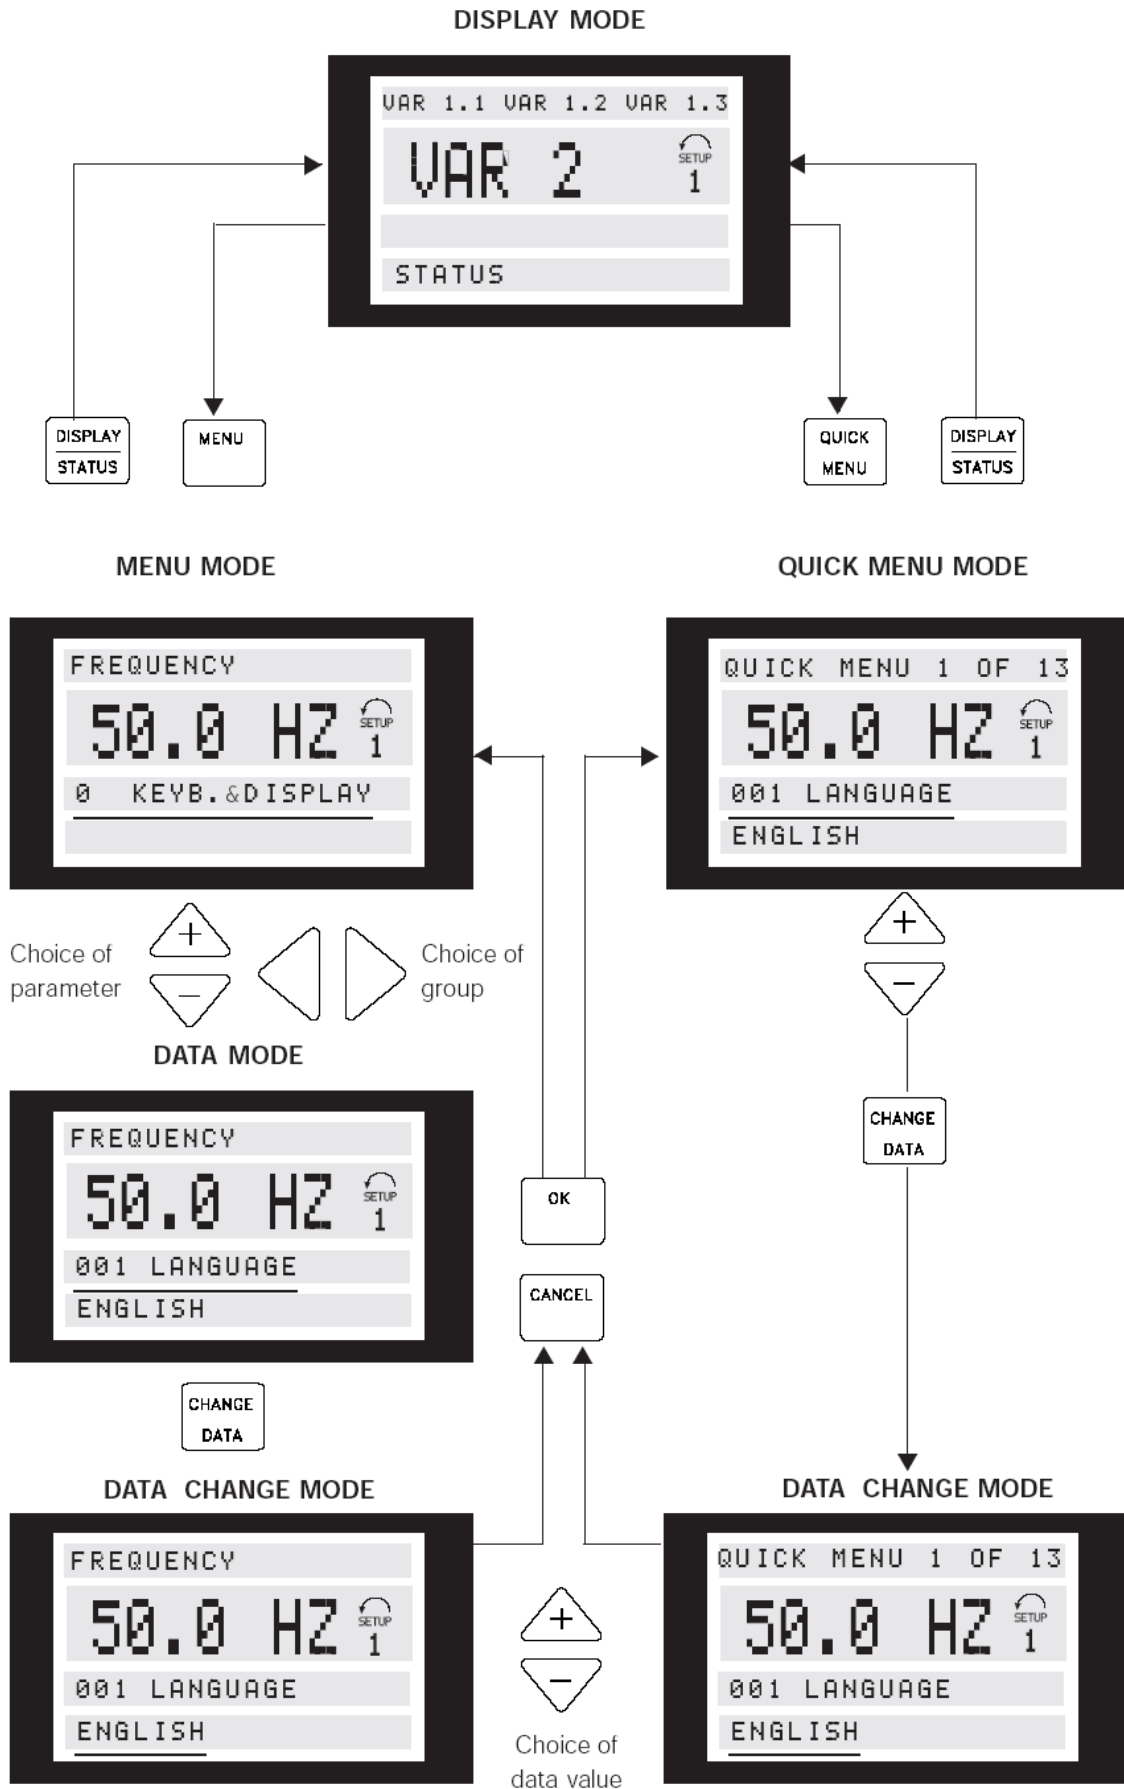 DISPLAY MODE
VAR 1.1 VAR 1.2 VAR 1.3
VAR 2
SETUP
1
STATUS
DISPLAY
STATUS
MENU
QUICK
MENU
DISPLAY
STATUS
MENU MODE
FREQUENCY
50.0 HZ
SETUP
1
0 KEYB.&DISPLAY
QUICK MENU MODE
QUICK MENU 1 OF 13
50.0 HZ
SETUP
1
001 LANGUAGE
ENGLISH
Choice of
parameter
+
−
Choice of
group
+
−
DATA MODE
FREQUENCY
50.0 HZ
SETUP
1
001 LANGUAGE
ENGLISH
CHANGE
DATA
OK
CANCEL
CHANGE
DATA
DATA CHANGE MODE
FREQUENCY
50.0 HZ
SETUP
1
001 LANGUAGE
ENGLISH
+
−
Choice of
data value
DATA CHANGE MODE
QUICK MENU 1 OF 13
50.0 HZ
SETUP
1
001 LANGUAGE
ENGLISH